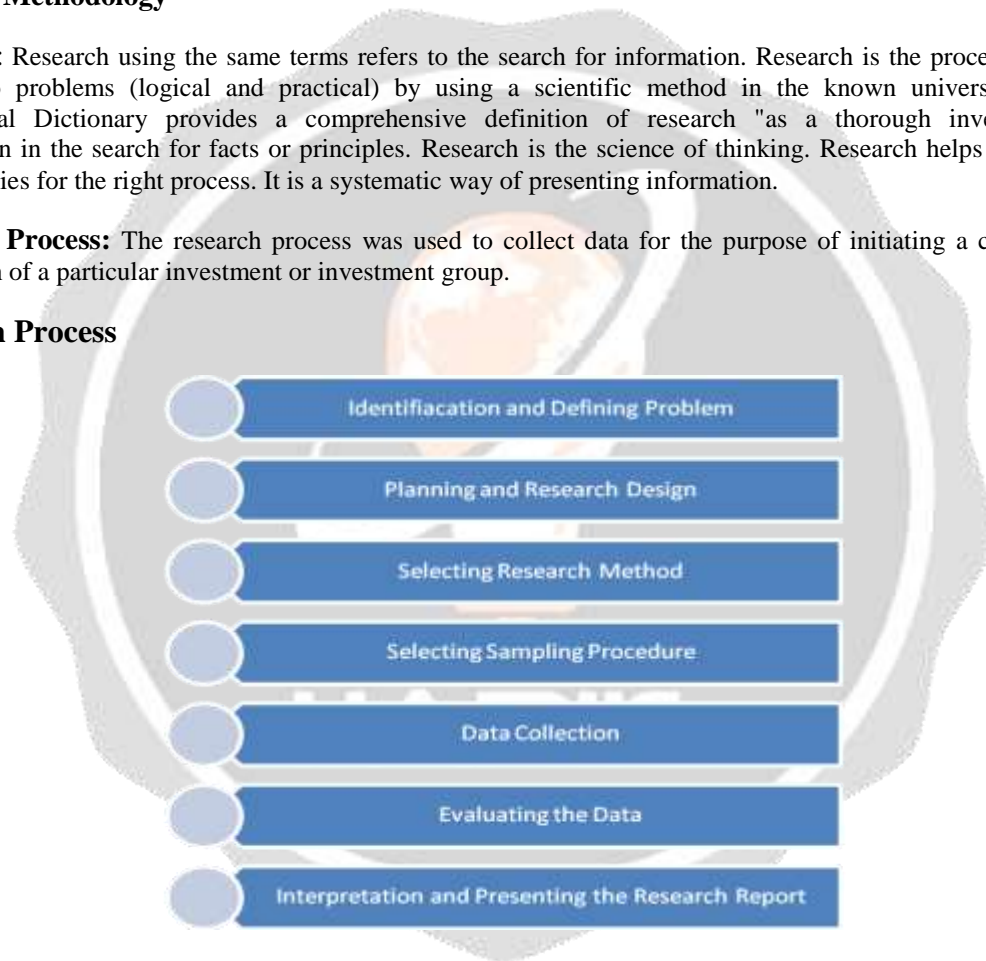 Methodology
: Research using the same terms refers to the search for information. Research is the proce
problems (logical and practical) by using a scientific method in the known univers
al Dictionary provides a comprehensive definition of research "as a thorough inve
n in the search for facts or principles. Research is the science of thinking. Research helps
ies for the right process. It is a systematic way of presenting information.
Process: The research process was used to collect data for the purpose of initiating a c
n of a particular investment or investment group.
n Process
Identifiacation and Defining Problem
Planning and Research Design
Selecting Research Method
Selecting Sampling Procedure
Data Collection
Evaluating the Data
Interpretation and Presenting the Research Report